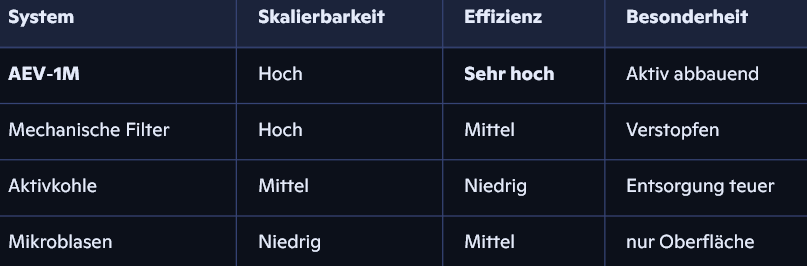 System Skalierbarkeit Effizienz Besonderheit
AEV-1M Hoch Sehr hoch Aktiv abbauend
Mechanische Filter Hoch Mittel Verstopfen
Aktivkohle Mittel Niedrig Entsorgung teuer
Mikroblasen Niedrig Mittel nur Oberfläche